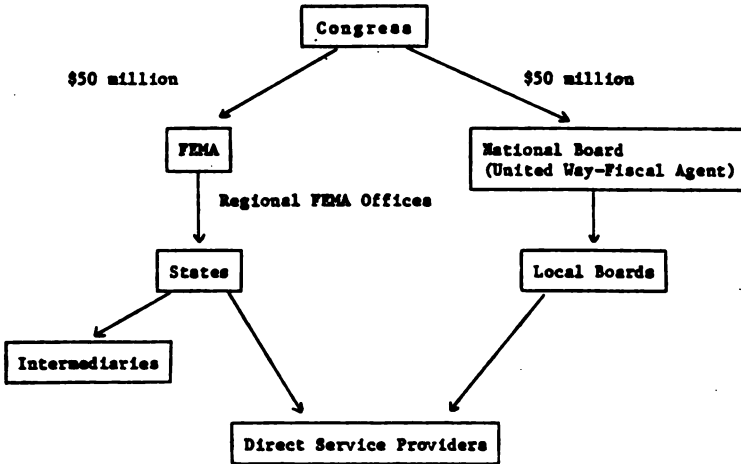 Congress
$50 million
$50 million
FEMA
National Board
(United Way-Fiscal Agent)
Regional FEMA Offices
States
Local Boards
Intermediaries
Direct Service Providers